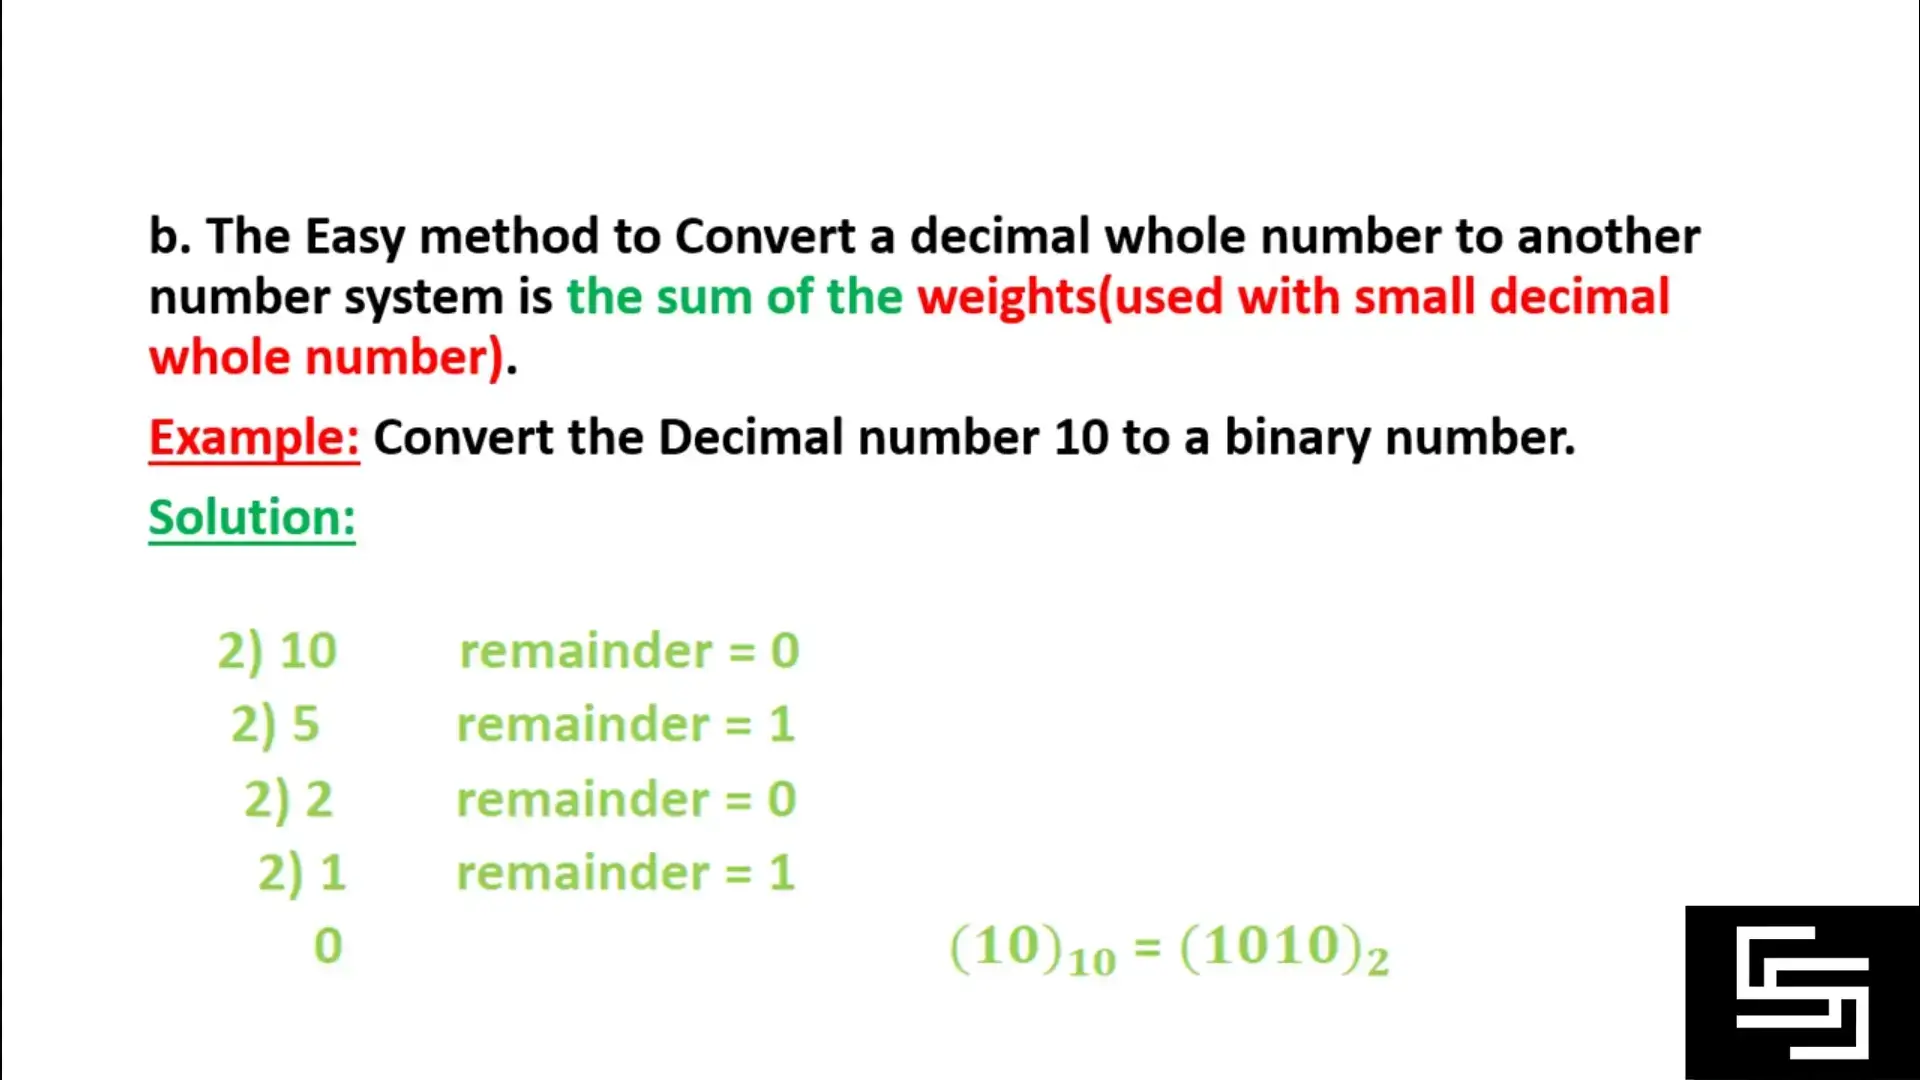 b. The Easy method to Convert a decimal whole number to another
number system is the sum of the weights(used with small decimal
whole number).
Example: Convert the Decimal number 10 to a binary number.
Solution:
2) 10 remainder = 0
2) 5 remainder = 1
2) 2 remainder = 0
2) 1 remainder = 1
0 (10)₁₀ = (1010)₂